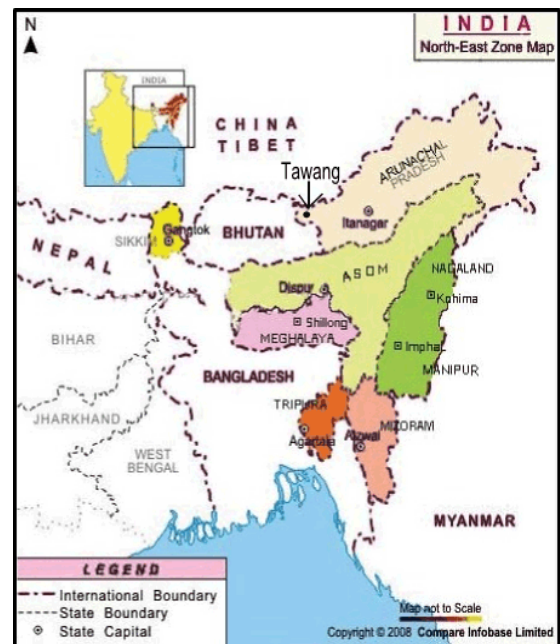 N
INDIA
North-East Zone Map
INDIA
CHINA
TIBET
ARUNACHAL
PRADESH
Tawang
Itanagar
NEPAL
SIKKIM
Gangtok
BHUTAN
ASOM
NAGALAND
Dispur
Kohima
Shillong
MEGHALAYA
Imphal
MANIPUR
BIHAR
BANGLADESH
TRIPURA
MIZORAM
JHARKHAND
Agartala
Aizwal
WEST
BENGAL
MYANMAR
LEGEND
International Boundary
State Boundary
State Capital
Map not to Scale
Copyright © 2008 Compare Infobase Limited